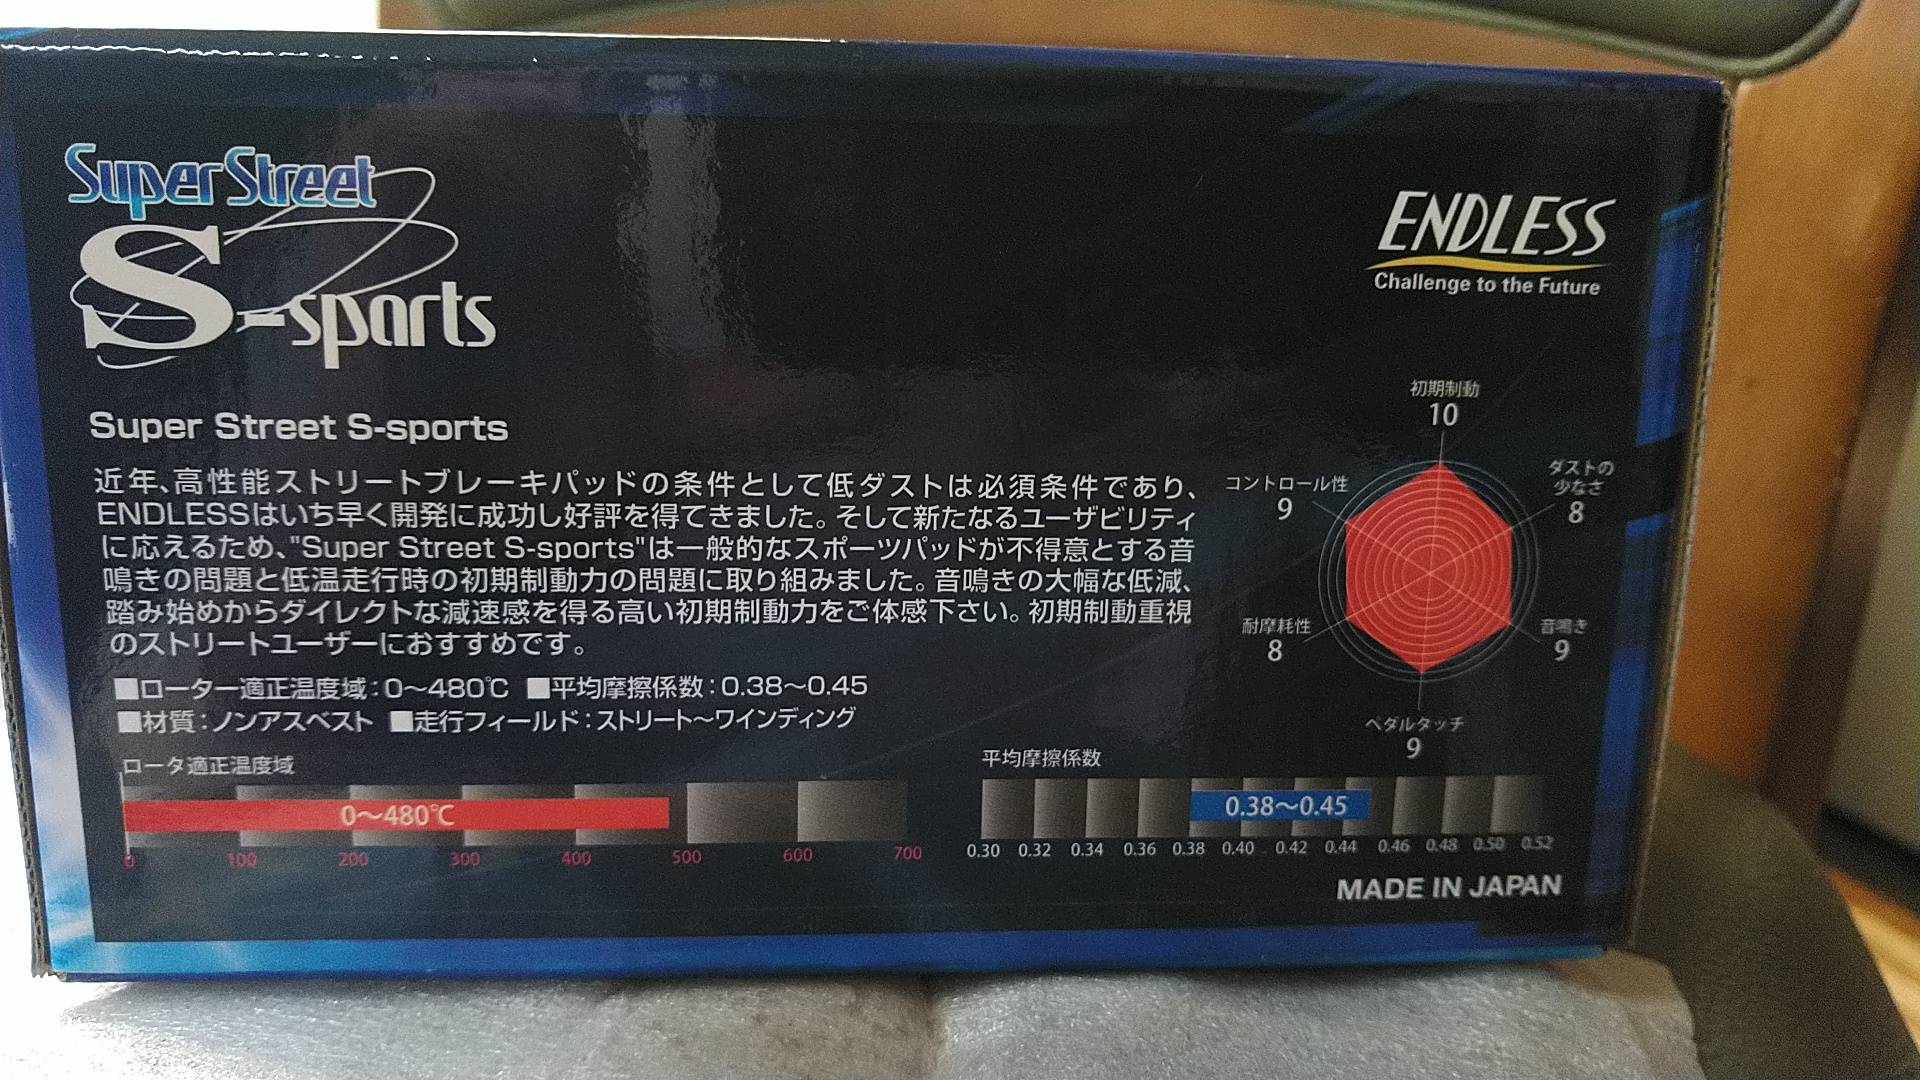 Super Street
S-sports
ENDLESS
Challenge to the Future
Super Street S-sports
近年、高性能ストリートブレーキパッドの条件として低ダストは必須条件であり、
ENDLESSはいち早く開発に成功し好評を得てきました。そして新たなるユーザビリティ
に応えるため、"Super Street S-sports"は一般的なスポーツパッドが不得意とする音
鳴きの問題と低温走行時の初期制動力の問題に取り組みました。音鳴きの大幅な低減、
踏み始めからダイレクトな減速感を得る高い初期制動力をご体感下さい。初期制動重視
のストリートユーザーにおすすめです。
■ローター適正温度域：0～480℃ ■平均摩擦係数：0.38～0.45
■材質：ノンアスベスト ■走行フィールド：ストリート～ワインディング
初期制動
10
ダストの
少なさ
8
音鳴き
9
ペダルタッチ
9
耐摩耗性
8
コントロール性
9
ロータ適正温度域
0～480℃
0 100 200 300 400 500 600 700
平均摩擦係数
0.38～0.45
0.30 0.32 0.34 0.36 0.38 0.40 0.42 0.44 0.46 0.48 0.50 0.52
MADE IN JAPAN